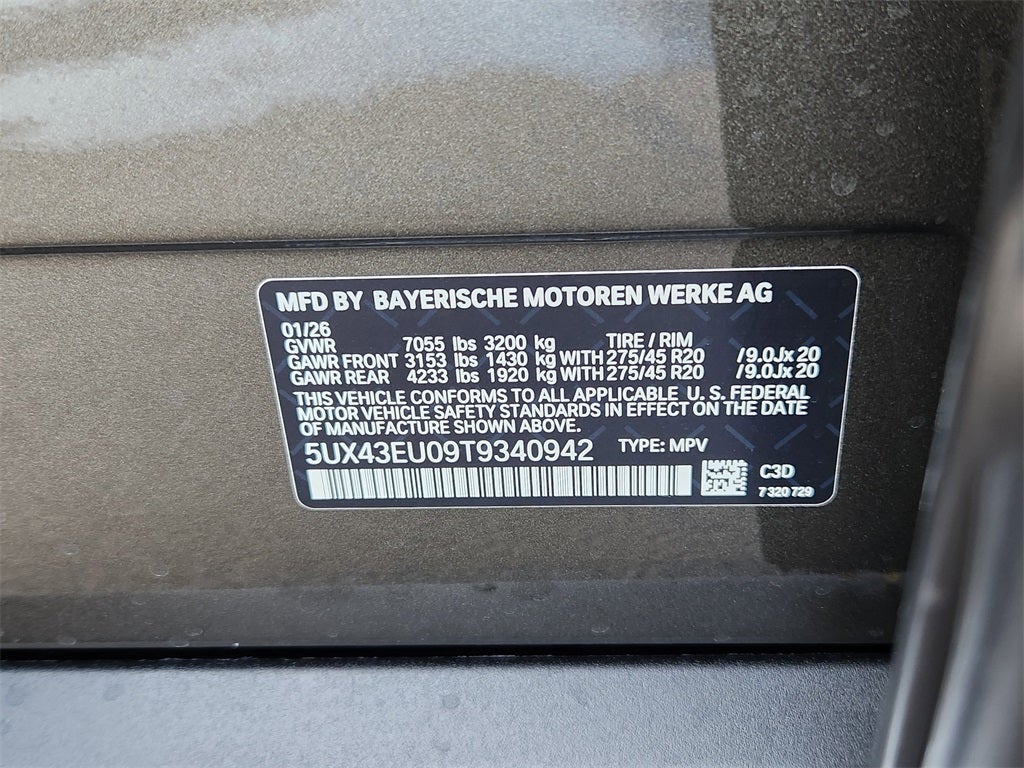 MFD BY BAYERISCHE MOTOREN WERKE AG
01/26
GVWR 7055 lbs 3200 kg TIRE / RIM
GAWR FRONT 3153 lbs 1430 kg WITH 275/45 R20 /9.0Jx20
GAWR REAR 4233 lbs 1920 kg WITH 275/45 R20 /9.0Jx20
THIS VEHICLE CONFORMS TO ALL APPLICABLE U. S. FEDERAL
MOTOR VEHICLE SAFETY STANDARDS IN EFFECT ON THE DATE
OF MANUFACTURE SHOWN ABOVE.
5UX43EU09T9340942 TYPE: MPV
C3D
7 320 729